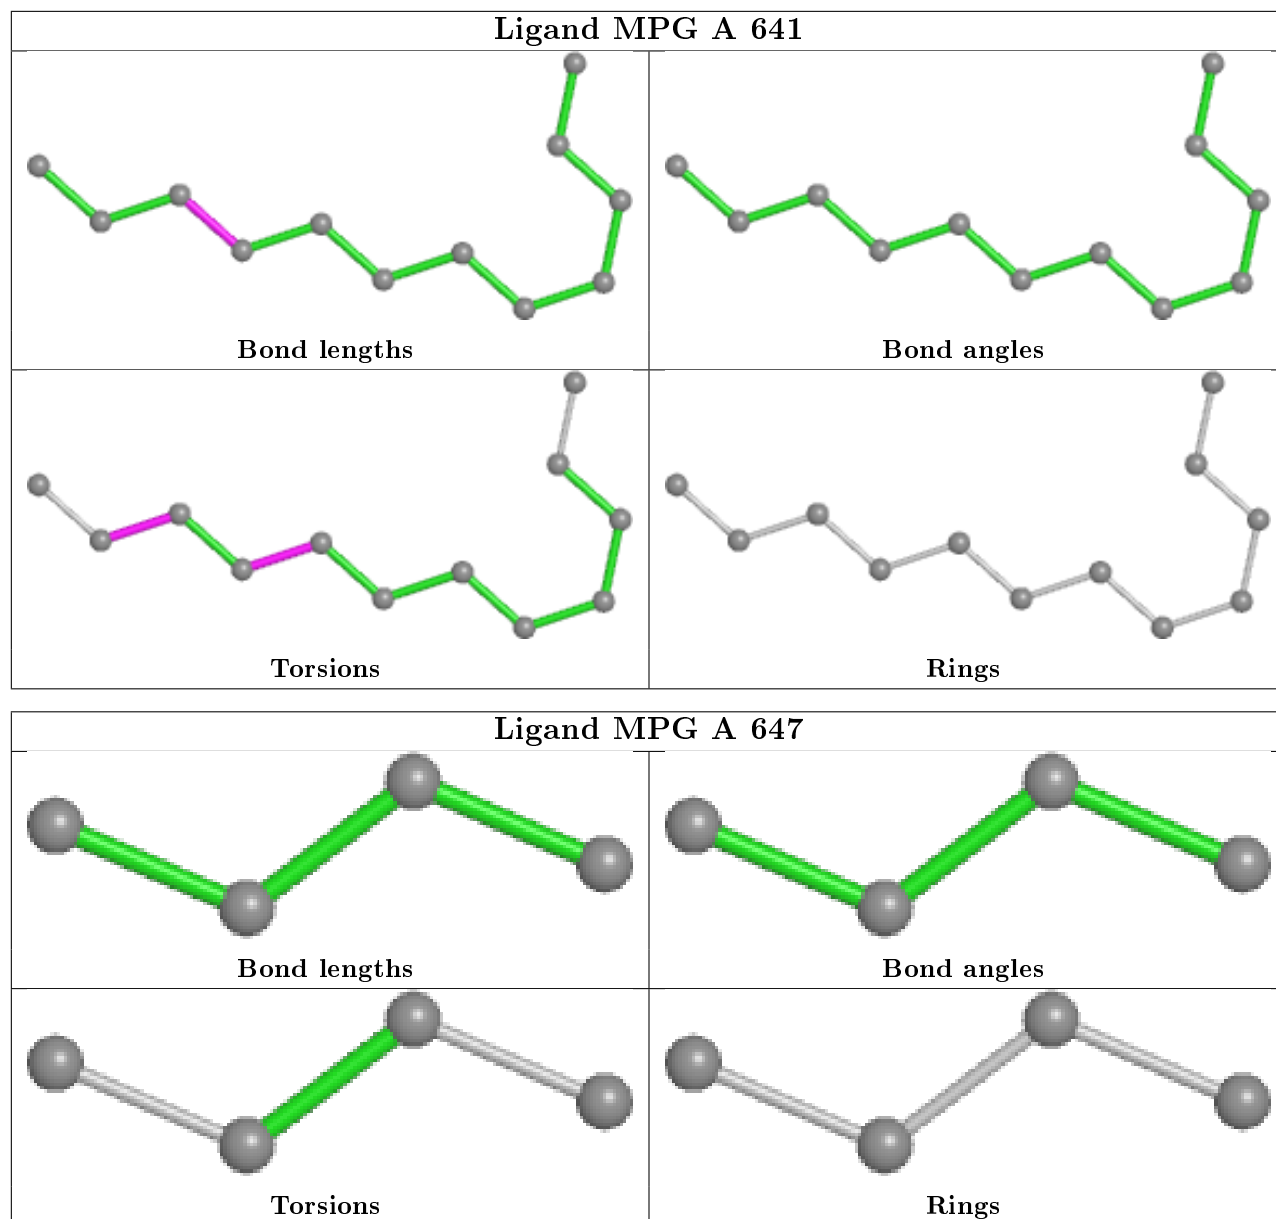 Ligand MPG A 641
Bond lengths
Bond angles
Torsions
Rings
Ligand MPG A 647
Bond lengths
Bond angles
Torsions
Rings